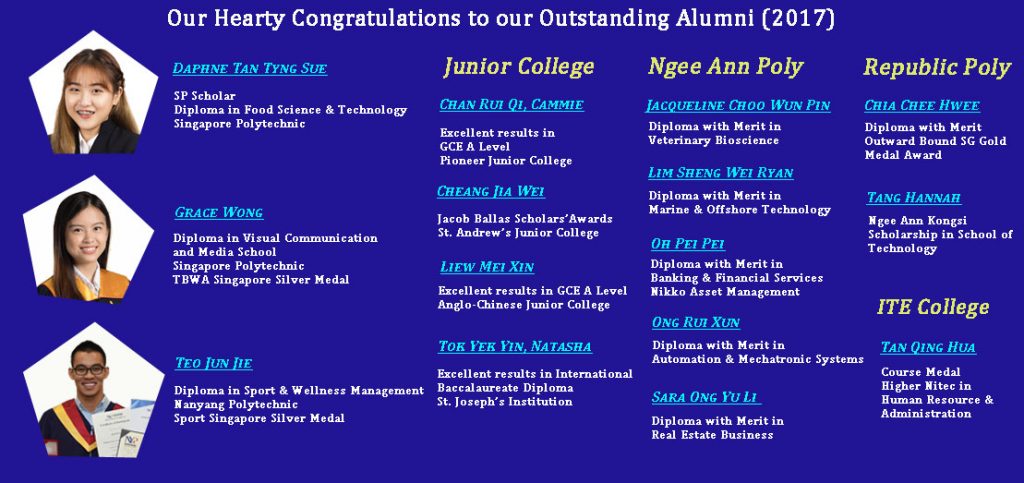 Our Hearty Congratulations to our Outstanding Alumni (2017)
Daphne Tan Tyng Sue
SP Scholar
Diploma in Food Science & Technology
Singapore Polytechnic
Grace Wong
Diploma in Visual Communication
and Media School
Singapore Polytechnic
TBWA Singapore Silver Medal
Teo Jun Jie
Diploma in Sport & Wellness Management
Nanyang Polytechnic
Sport Singapore Silver Medal
Junior College
Chan Rui Qi, Cammie
Excellent results in
GCE A Level
Pioneer Junior College
Cheang Jia Wei
Jacob Ballas Scholars'Awards
St. Andrew's Junior College
Liew Mei Xin
Excellent results in GCE A Level
Anglo-Chinese Junior College
Tok Yek Yin, Natasha
Excellent results in International
Baccalaureate Diploma
St. Joseph's Institution
Ngee Ann Poly
Jacqueline Choo Wun Pin
Diploma with Merit in
Veterinary Bioscience
Lim Sheng Wei Ryan
Diploma with Merit in
Marine & Offshore Technology
Oh Pei Pei
Diploma with Merit in
Banking & Financial Services
Nikko Asset Management
Ong Rui Xun
Diploma with Merit in
Automation & Mechatronic Systems
Sara Ong Yu Li
Diploma with Merit in
Real Estate Business
Republic Poly
Chia Chee Hwee
Diploma with Merit
Outward Bound SG Gold
Medal Award
Tang Hannah
Ngee Ann Kongsi
Scholarship in School of
Technology
ITE College
Tan Qing Hua
Course Medal
Higher Nitec in
Human Resource &
Administration